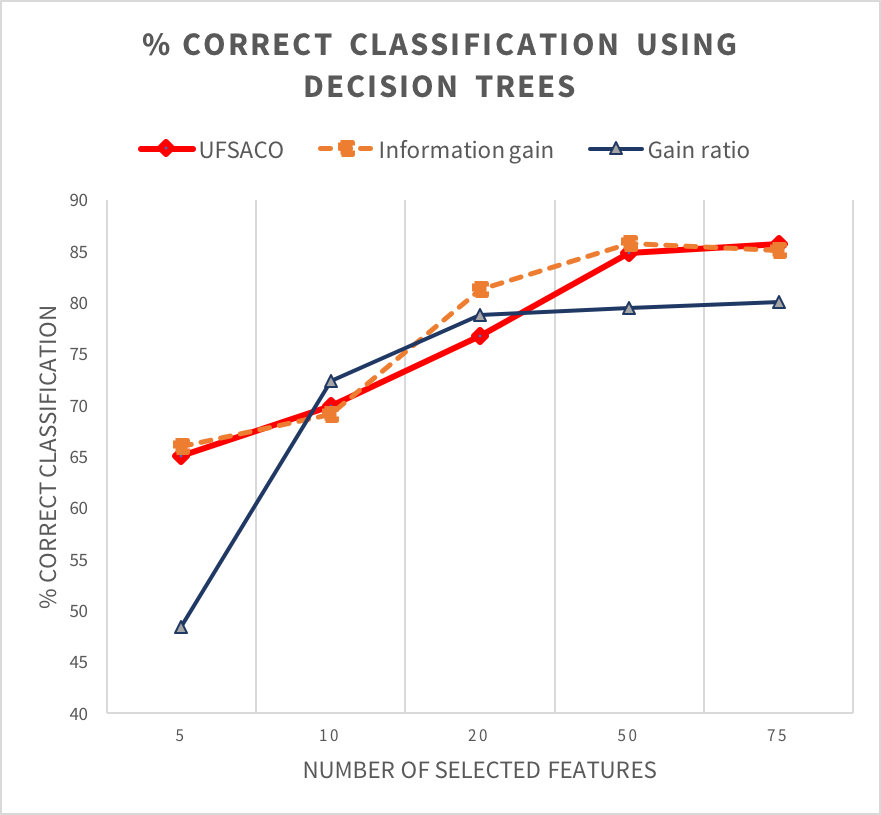 % CORRECT CLASSIFICATION USING
DECISION TREES
UFSACO Information gain Gain ratio
90
85
80
75
70
65
60
55
50
45
40
% CORRECT CLASSIFICATION
5 10 20 50 75
NUMBER OF SELECTED FEATURES